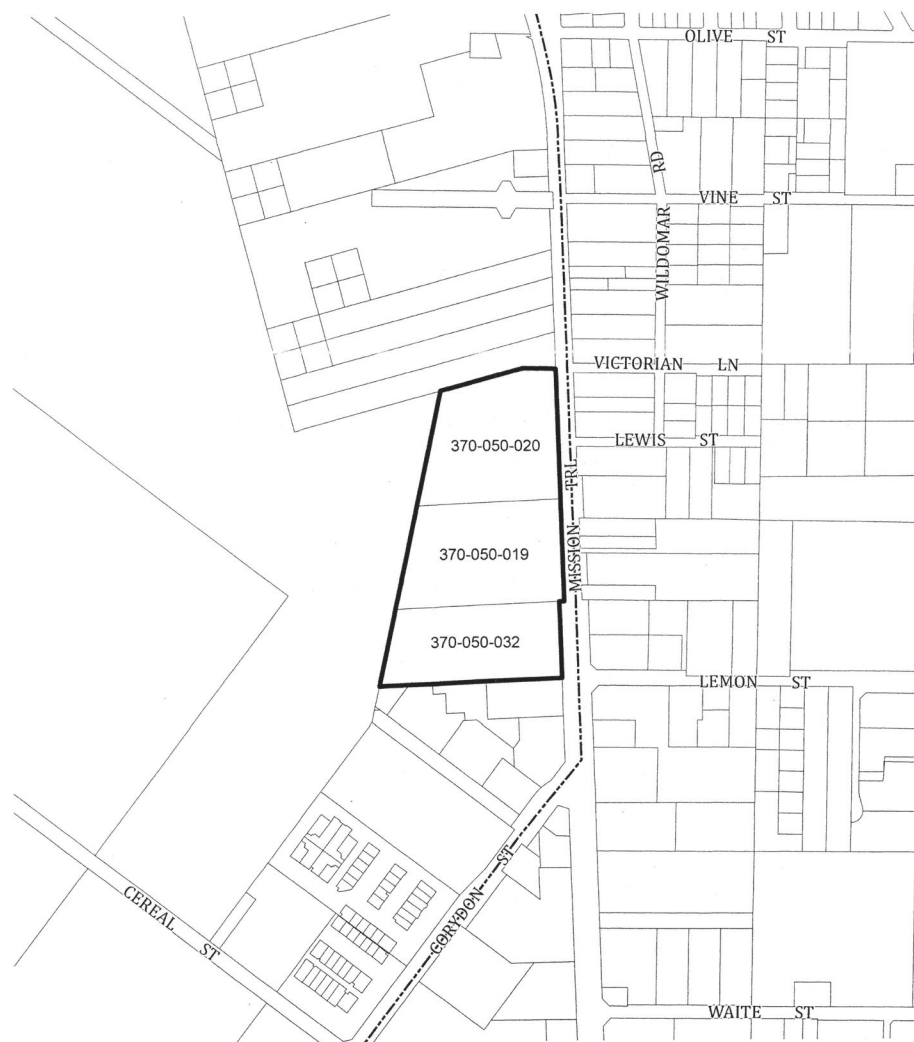 OLIVE ST
WILDOMAR RD
VINE ST
VICTORIAN LN
LEWIS ST
370-050-020
MISSION TRL
370-050-019
370-050-032
LEMON ST
CORYDON ST
CEREAL ST
WAITE ST